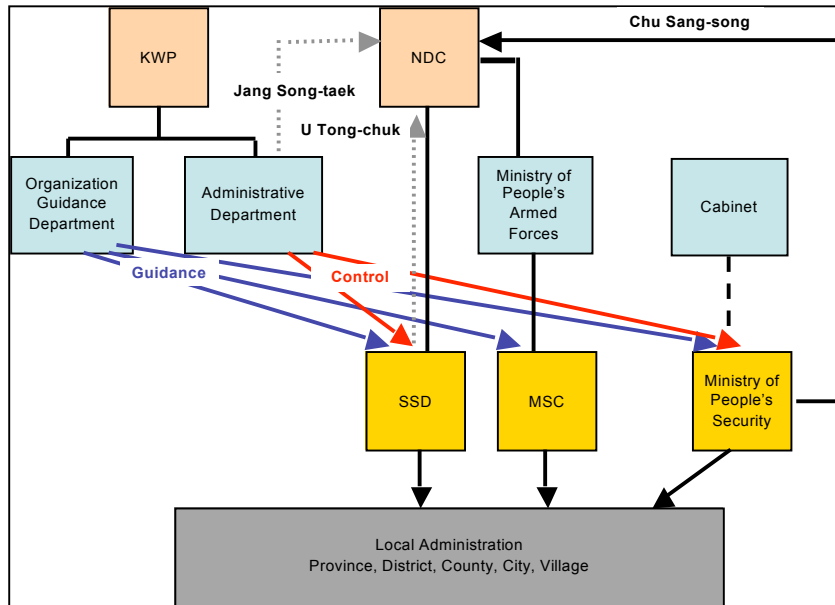 Chu Sang-song
KWP
NDC
Jang Song-taek
U Tong-chuk
Organization
Guidance
Department
Administrative
Department
Ministry of
People's
Armed
Forces
Cabinet
Guidance
Control
SSD
MSC
Ministry of
People's
Security
Local Administration
Province, District, County, City, Village